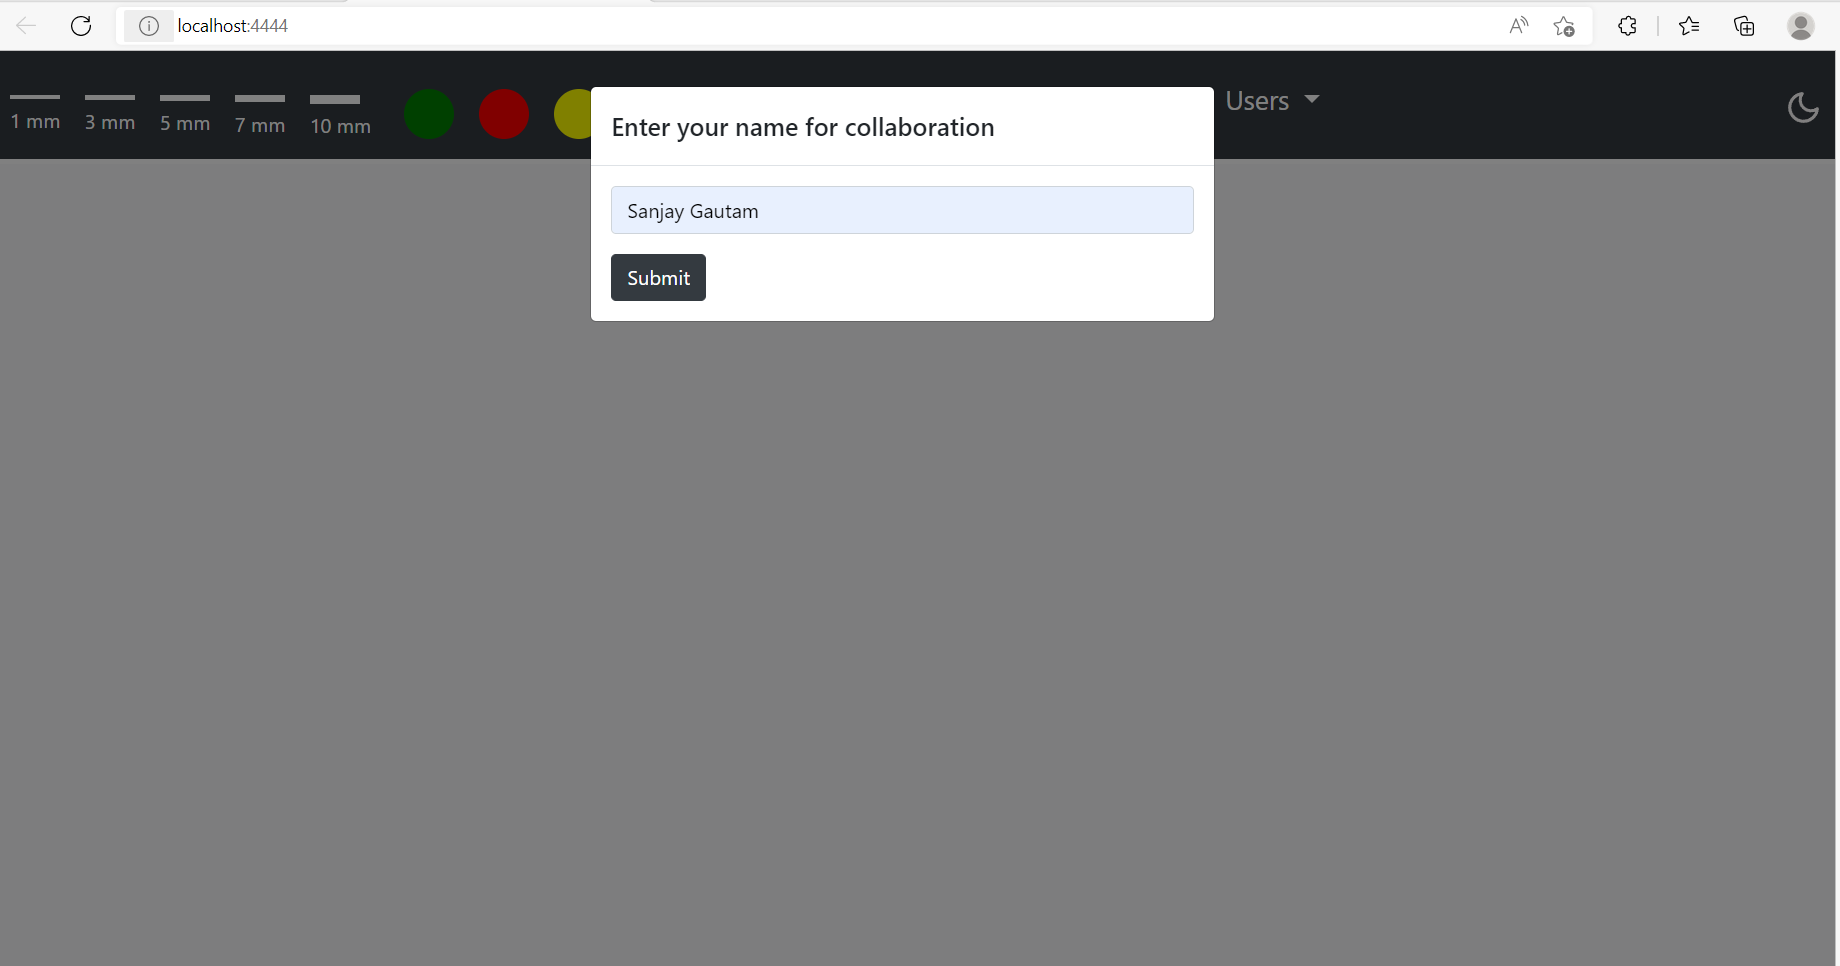 localhost:4444
1 mm
3 mm
5 mm
7 mm
10 mm
Users
Enter your name for collaboration
Sanjay Gautam
Submit